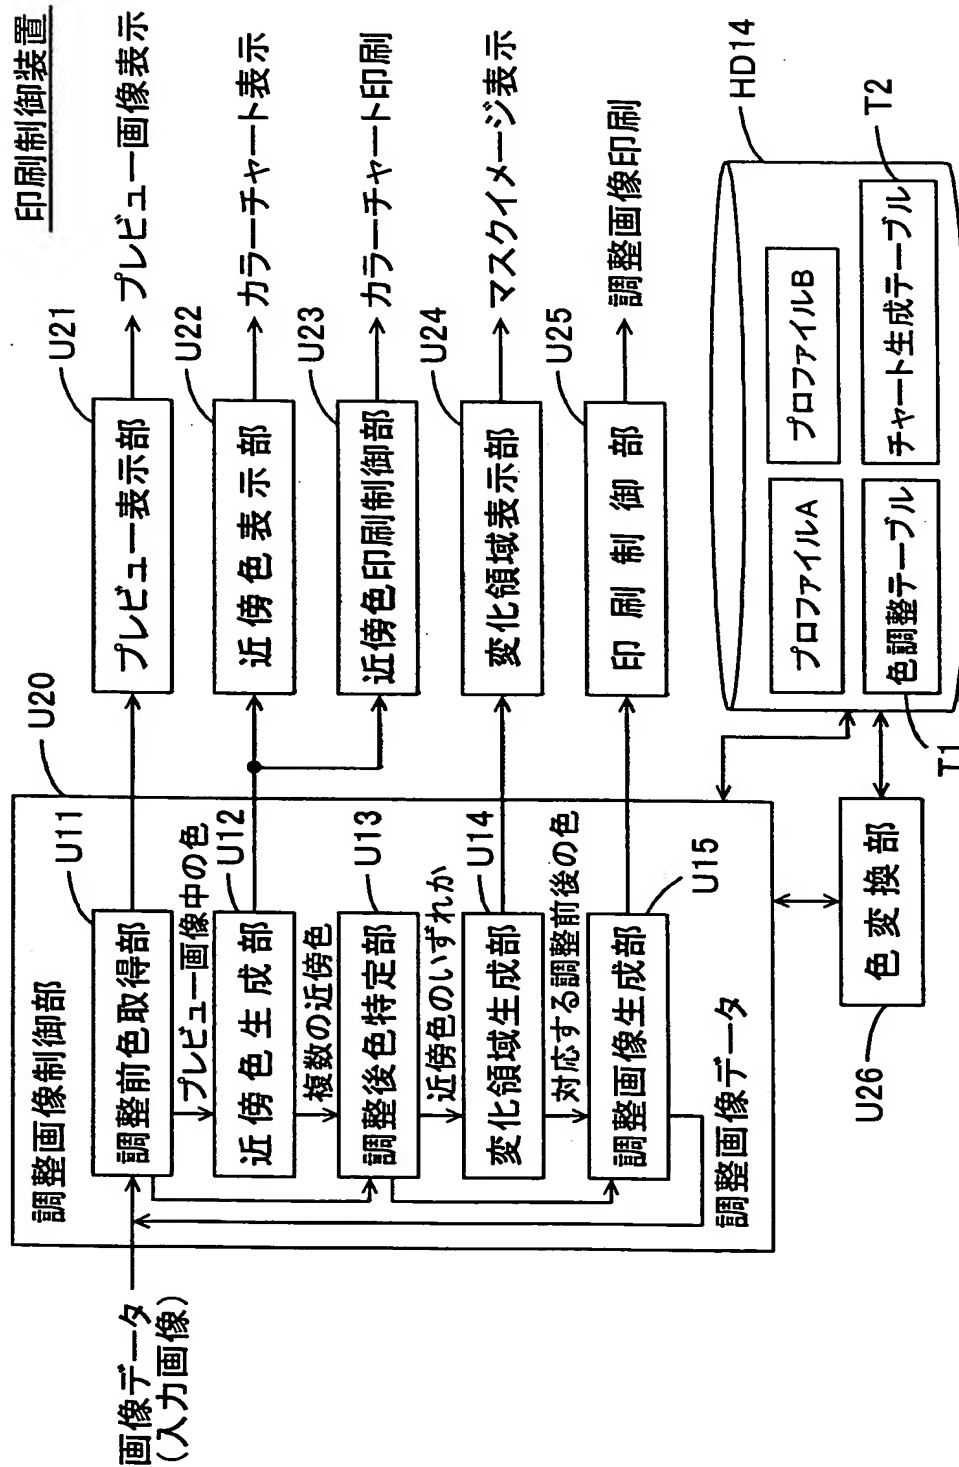 印刷制御装置
画像データ
(入力画像)
調整画像制御部
U20
調整前色取得部
U11
プレビュー画像中の色
近傍色生成部
U12
複数の近傍色
調整後色特定部
U13
近傍色のいずれか
変化領域生成部
U14
対応する調整前後の色
調整画像生成部
U15
調整画像データ
プレビュー表示部
U21
プレビュー画像表示
近傍色表示部
U22
カラーチャート表示
近傍色印刷制御部
U23
カラーチャート印刷
変化領域表示部
U24
マスクイメージ表示
印刷制御部
U25
調整画像印刷
色変換部
U26
HD14
プロファイルA
プロファイルB
色調整テーブル
T1
チャート生成テーブル
T2